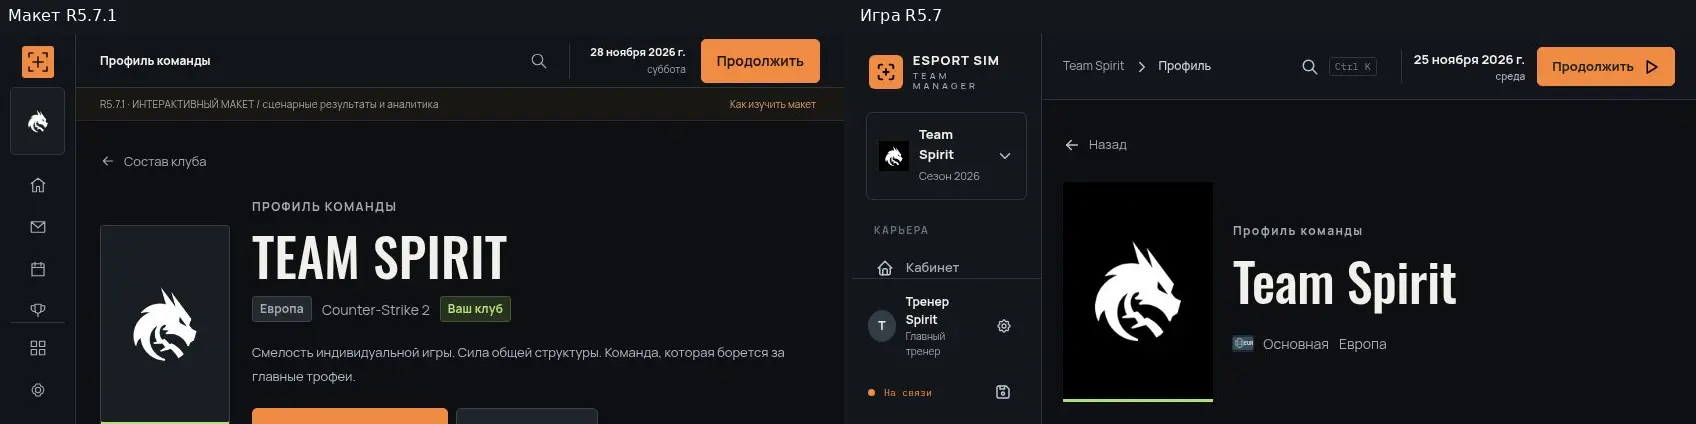 Макет R5.7.1
Профиль команды
28 ноября 2026 г.
суббота
Продолжить
R5.7.1 · ИНТЕРАКТИВНЫЙ МАКЕТ / сценарные результаты и аналитика
Как изучить макет
Состав клуба
ПРОФИЛЬ КОМАНДЫ
TEAM SPIRIT
Европа
Counter-Strike 2
Ваш клуб
Смелость индивидуальной игры. Сила общей структуры. Команда, которая борется за
главные трофеи.
Игра R5.7
ESPORT SIM
TEAM
MANAGER
Team
Spirit
Сезон 2026
КАРЬЕРА
Кабинет
Т
Тренер
Spirit
Главный
тренер
На связи
Team Spirit
Профиль
Ctrl K
25 ноября 2026 г.
среда
Продолжить
Назад
Профиль команды
Team Spirit
EUR
Основная
Европа